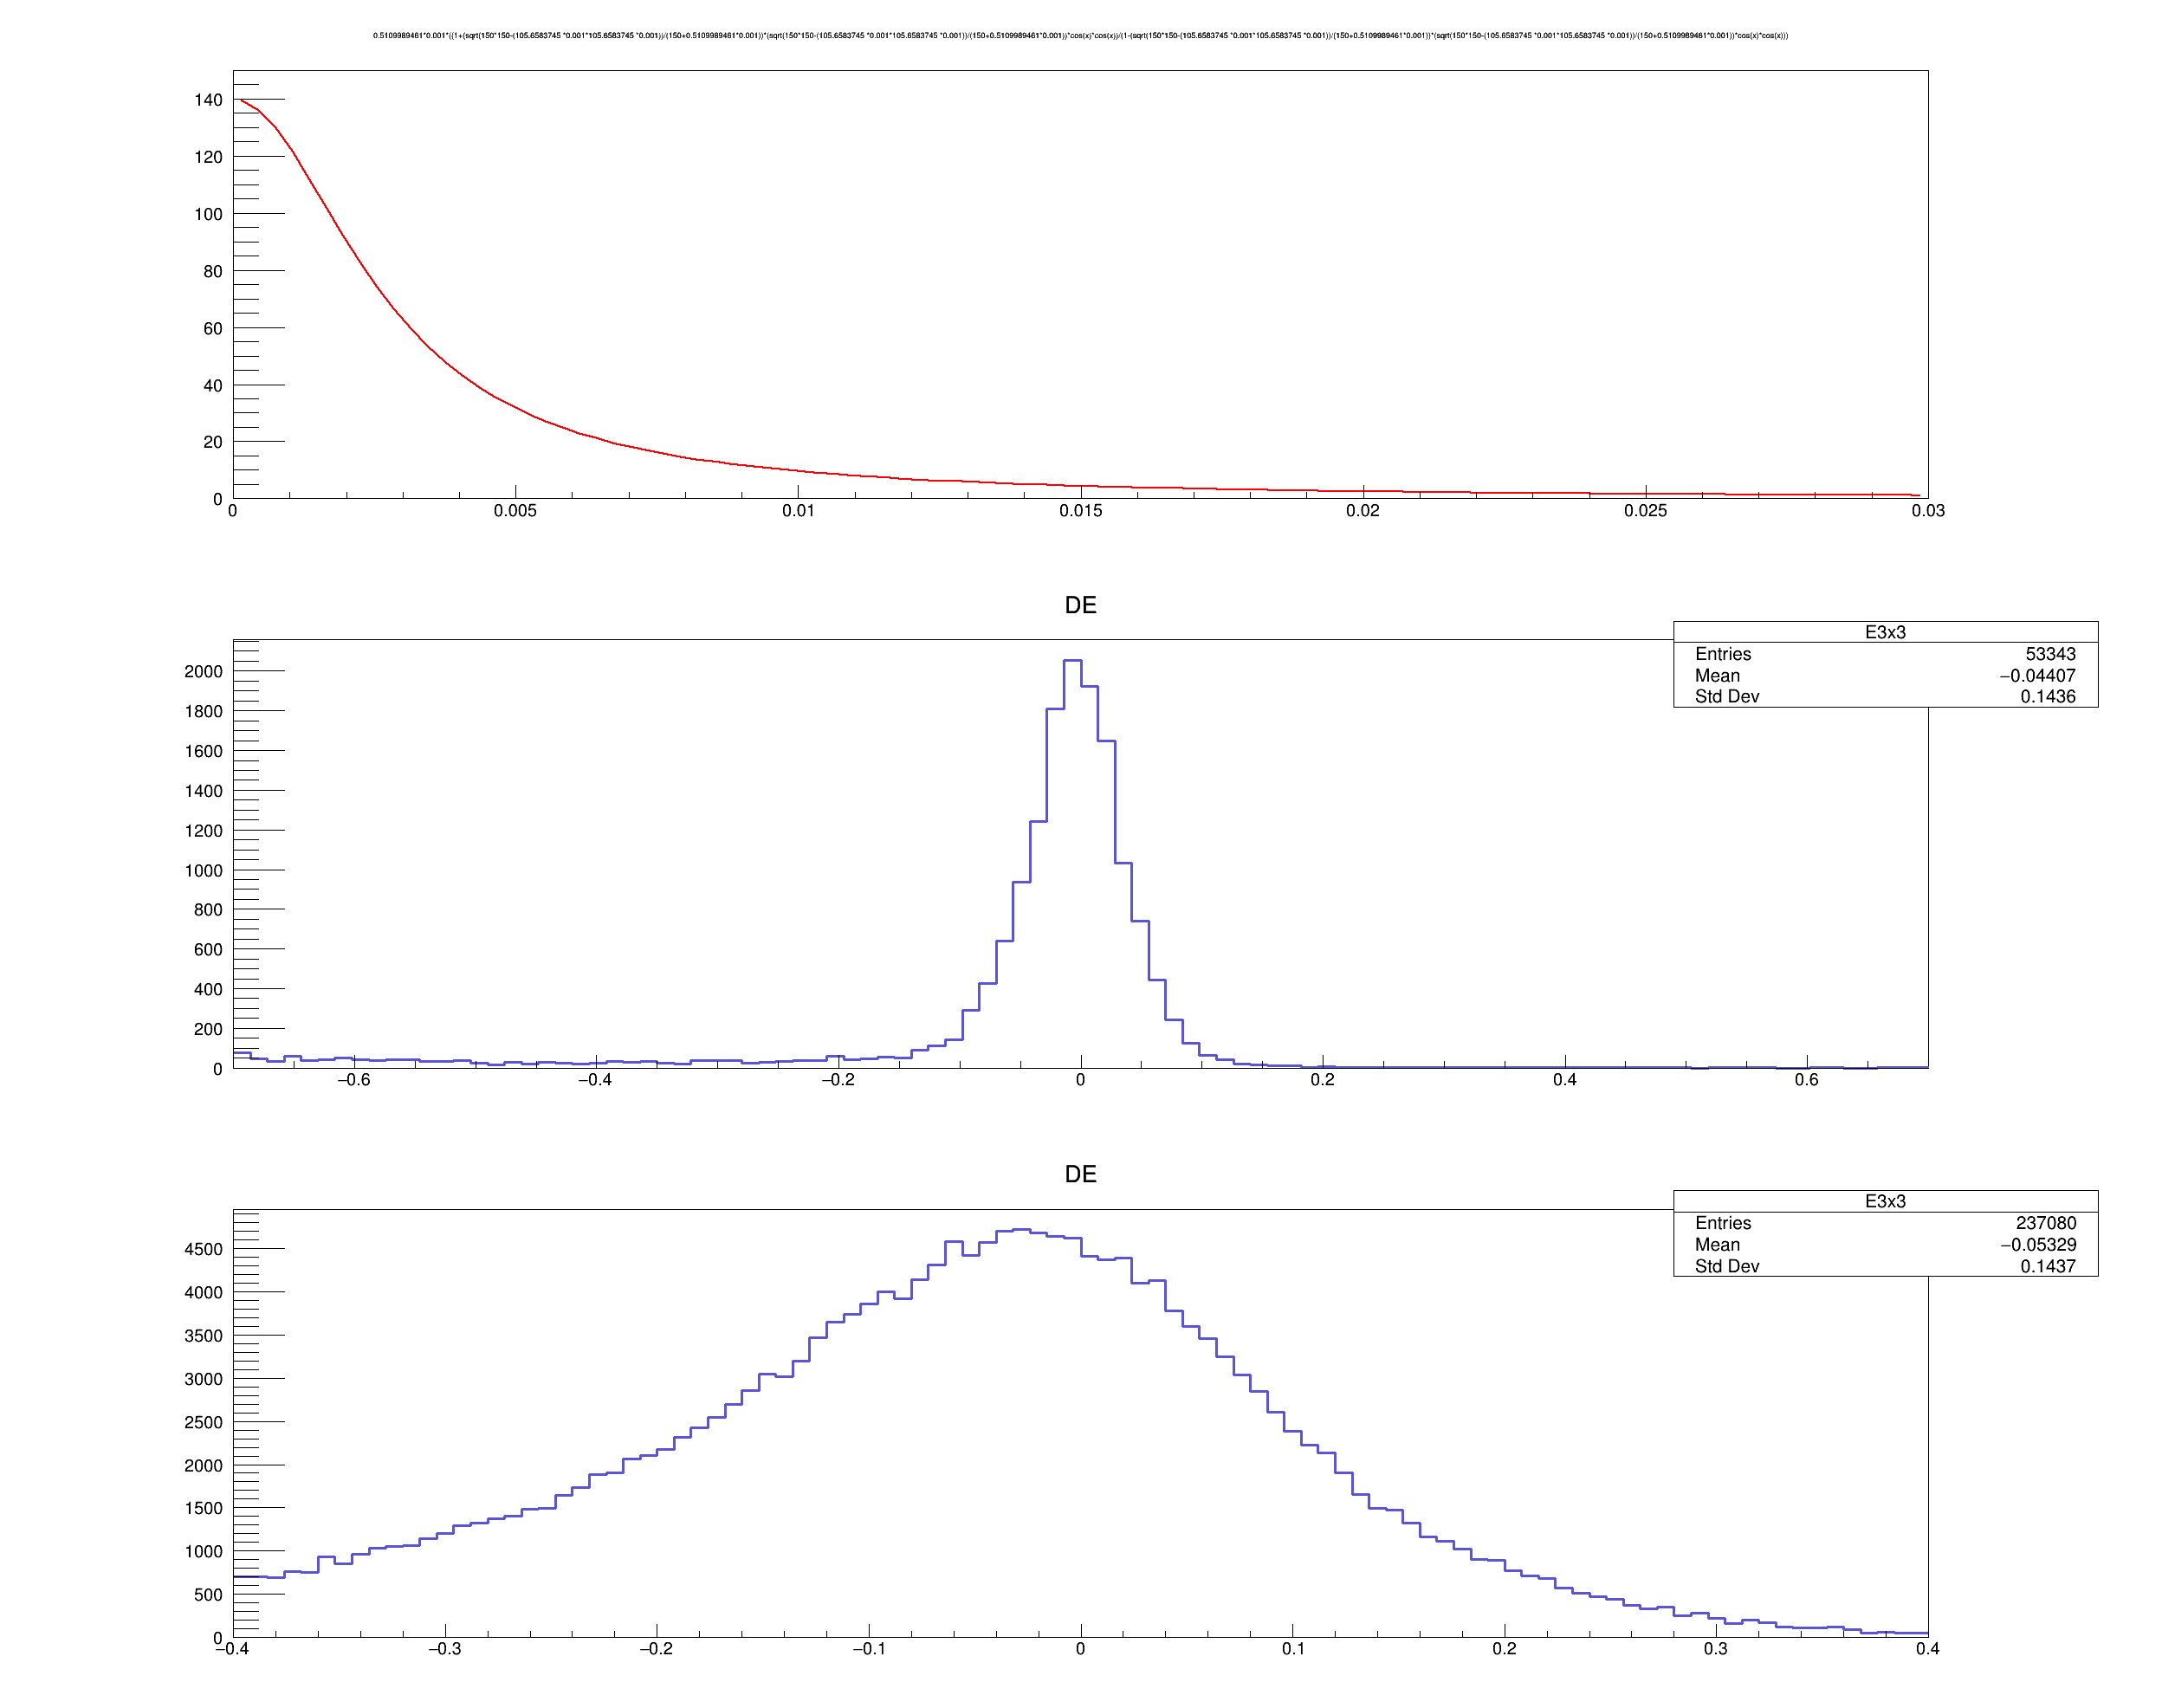 0.5109989461*0.001*((1+(sqrt(150*150-(105.6583745 *0.001*105.6583745 *0.001))/(150+0.5109989461*0.001))*(sqrt(150*150-(105.6583745 *0.001*105.6583745 *0.001))/(150+0.5109989461*0.001))*cos(x)*cos(x))/(1-(sqrt(150*150-(105.6583745 *0.001*105.6583745 *0.001))/(150+0.5109989461*0.001))*(sqrt(150*150-(105.6583745 *0.001*105.6583745 *0.001))/(150+0.5109989461*0.001))*cos(x)*cos(x)))
140
120
100
80
60
40
20
0
0 0.005 0.01 0.015 0.02 0.025 0.03
DE
E3x3
Entries 53343
Mean −0.04407
Std Dev 0.1436
2000
1800
1600
1400
1200
1000
800
600
400
200
0
−0.6 −0.4 −0.2 0 0.2 0.4 0.6
DE
E3x3
Entries 237080
Mean −0.05329
Std Dev 0.1437
4500
4000
3500
3000
2500
2000
1500
1000
500
0
−0.4 −0.3 −0.2 −0.1 0 0.1 0.2 0.3 0.4